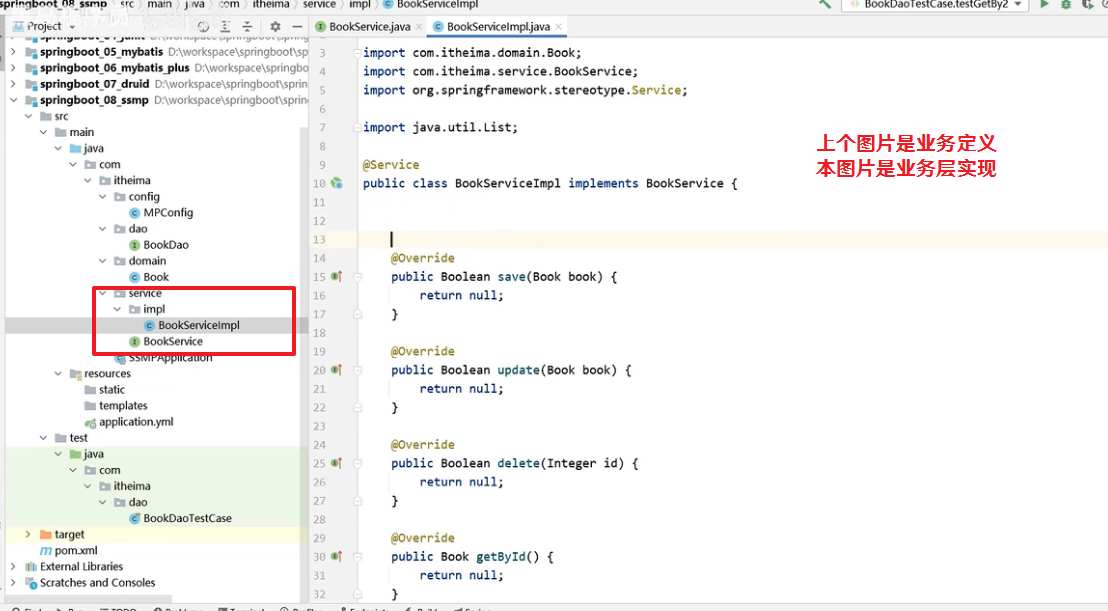 springboot_08_ssmp src main java com itheima service impl BookServiceImpl
BookDaoTestCase.testGetBy2
Project
BookService.java
BookServiceImpl.java
springboot_05_mybatis D:\workspace\springboot\spring
springboot_06_mybatis_plus D:\workspace\springbo
springboot_07_druid D:\workspace\springboot\spring
springboot_08_ssmp D:\workspace\springboot\sprin
src
main
java
com
itheima
config
MPConfig
dao
BookDao
domain
Book
service
impl
BookServiceImpl
BookService
SSMPApplication
resources
static
templates
application.yml
test
java
com
itheima
dao
BookDaoTestCase
target
pom.xml
External Libraries
Scratches and Consoles
3 import com.itheima.domain.Book;
4 import com.itheima.service.BookService;
5 import org.springframework.stereotype.Service;
6
7 import java.util.List;
8
9 @Service
10 public class BookServiceImpl implements BookService {
11
12
13
14 @Override
15 public Boolean save(Book book) {
16 return null;
17 }
18
19 @Override
20 public Boolean update(Book book) {
21 return null;
22 }
23
24 @Override
25 public Boolean delete(Integer id) {
26 return null;
27 }
28
29 @Override
30 public Book getById() {
31 return null;
32 }
上个图片是业务定义
本图片是业务层实现